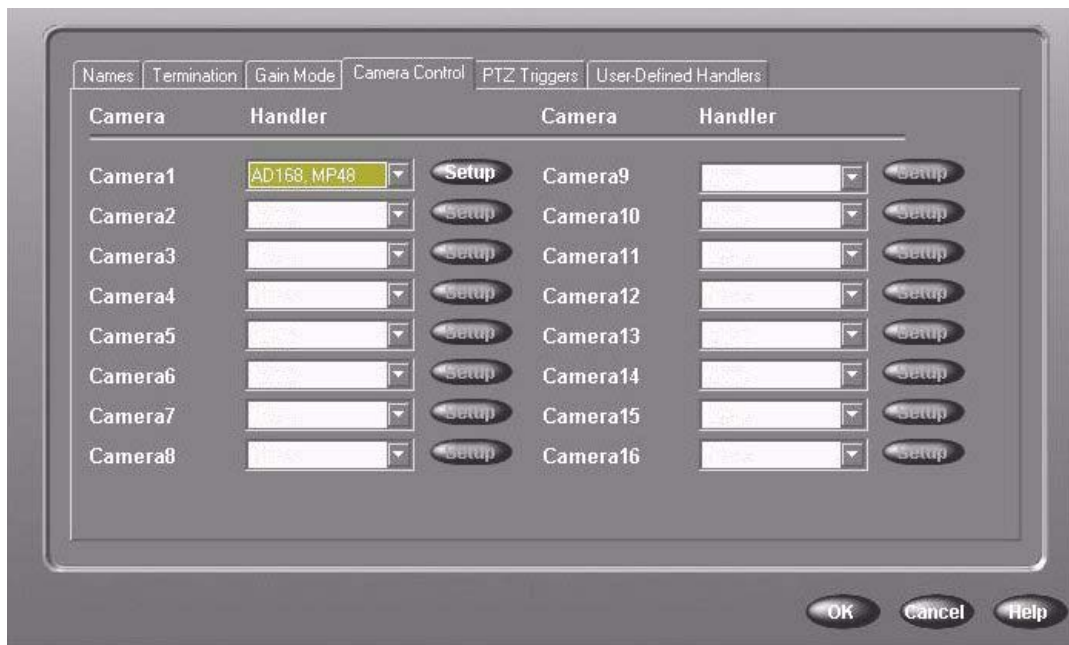 Names Termination Gain Mode Camera Control PTZ Triggers User-Defined Handlers
Camera Handler Camera Handler
Camera1 AD168, MP48 Setup Camera9 Setup
Camera2 Setup Camera10 Setup
Camera3 Setup Camera11 Setup
Camera4 Setup Camera12 Setup
Camera5 Setup Camera13 Setup
Camera6 Setup Camera14 Setup
Camera7 Setup Camera15 Setup
Camera8 Setup Camera16 Setup
OK Cancel Help